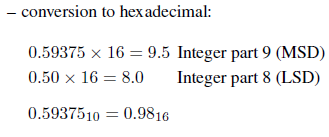 – conversion to hexadecimal:
0.59375 × 16 = 9.5 Integer part 9 (MSD)
0.50 × 16 = 8.0 Integer part 8 (LSD)
0.59375₁₀ = 0.98₁₆